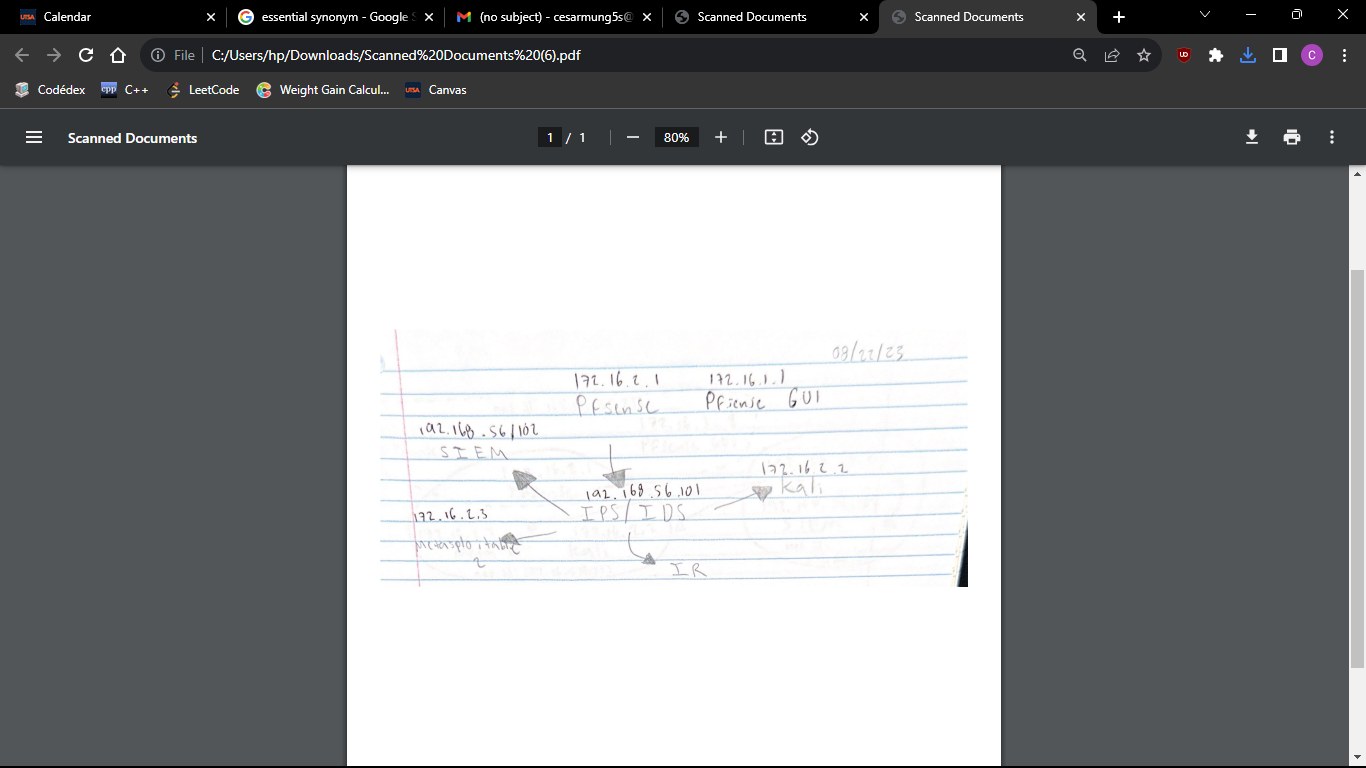 Calendar
essential synonym - Google S
(no subject) - cesarmung5s@
Scanned Documents
Scanned Documents
File
C:/Users/hp/Downloads/Scanned%20Documents%20(6).pdf
Codédex
C++
LeetCode
Weight Gain Calcul...
Canvas
Scanned Documents
1 / 1
80%
08/22/23
172.16.2.1 172.16.1.1
PFsense PFsense GUI
192.168.56/102
SIEM
172.16.2.2
Kali
192.168.56.101
IPS/IDS
172.16.2.3
Metasploitable
2
IR